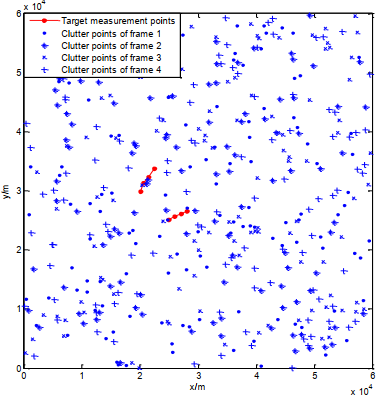 x 10^4
6
Target measurement points
Clutter points of frame 1
Clutter points of frame 2
Clutter points of frame 3
Clutter points of frame 4
5
4
3
y/m
2
1
0
0 1 2 3 4 5 6
x/m
x 10^4